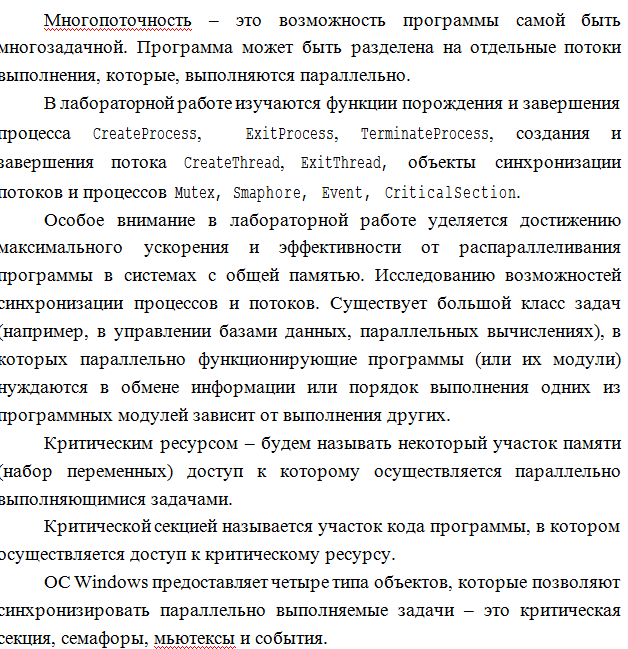 Многопоточность – это возможность программы самой быть
многозадачной. Программа может быть разделена на отдельные потоки
выполнения, которые, выполняются параллельно.
В лабораторной работе изучаются функции порождения и завершения
процесса CreateProcess, ExitProcess, TerminateProcess, создания и
завершения потока CreateThread, ExitThread, объекты синхронизации
потоков и процессов Mutex, Smaphore, Event, CriticalSection.
Особое внимание в лабораторной работе уделяется достижению
максимального ускорения и эффективности от распараллеливания
программы в системах с общей памятью. Исследованию возможностей
синхронизации процессов и потоков. Существует большой класс задач
(например, в управлении базами данных, параллельных вычислениях), в
которых параллельно функционирующие программы (или их модули)
нуждаются в обмене информации или порядок выполнения одних из
программных модулей зависит от выполнения других.
Критическим ресурсом – будем называть некоторый участок памяти
(набор переменных) доступ к которому осуществляется параллельно
выполняющимися задачами.
Критической секцией называется участок кода программы, в котором
осуществляется доступ к критическому ресурсу.
ОС Windows предоставляет четыре типа объектов, которые позволяют
синхронизировать параллельно выполняемые задачи – это критическая
секция, семафоры, мьютексы и события.